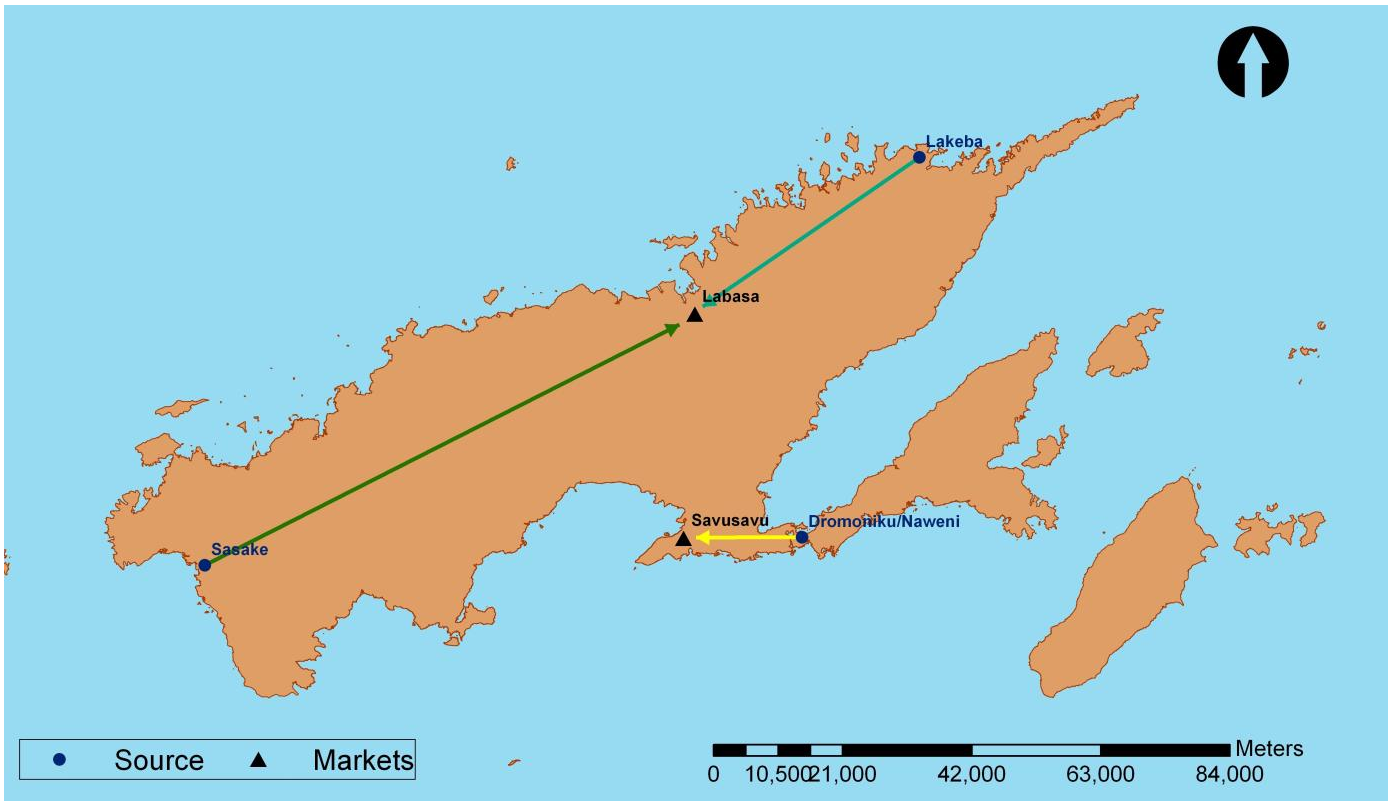 Lakeba
Labasa
Savusavu
Dromoniku/Naweni
Sasake
Source
Markets
Meters
0 10,500 21,000 42,000 63,000 84,000